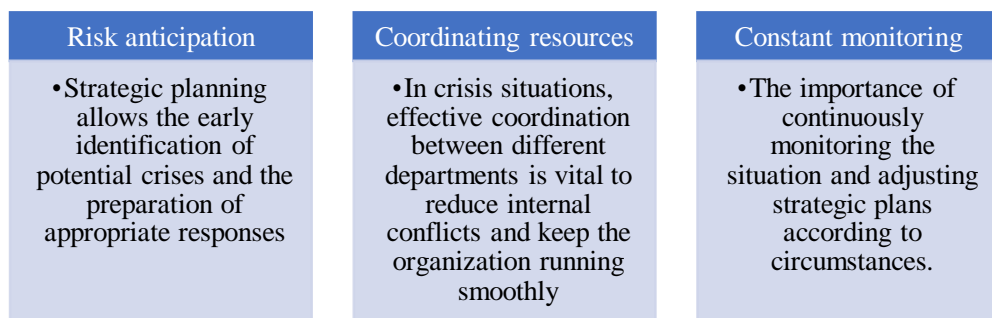 Risk anticipation
•Strategic planning
allows the early
identification of
potential crises and the
preparation of
appropriate responses
Coordinating resources
•In crisis situations,
effective coordination
between different
departments is vital to
reduce internal
conflicts and keep the
organization running
smoothly
Constant monitoring
•The importance of
continuously
monitoring the
situation and adjusting
strategic plans
according to
circumstances.